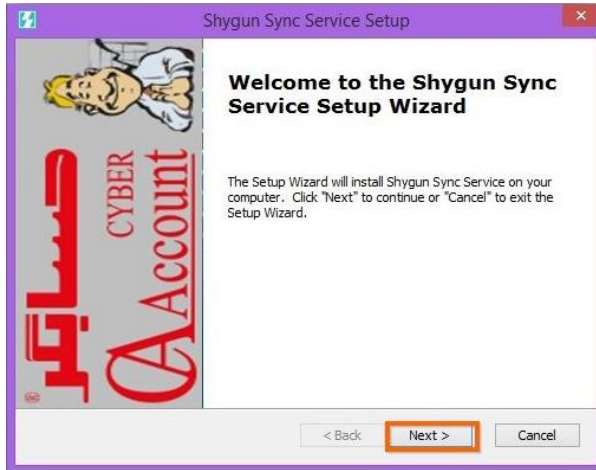 Shygun Sync Service Setup
Welcome to the Shygun Sync
Service Setup Wizard
The Setup Wizard will install Shygun Sync Service on your
computer. Click "Next" to continue or "Cancel" to exit the
Setup Wizard.
CYBER
Account
حسابگر
< Back
Next >
Cancel